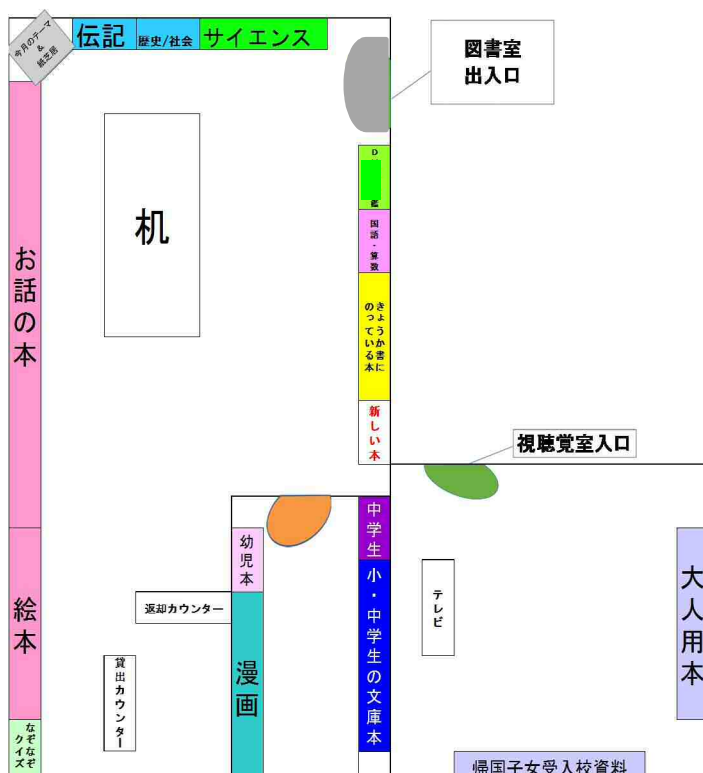 今月のテーマ
&
紙芝居
伝記
歴史/社会
サイエンス
図書室
出入口
机
D
鑑
国語・算数
きょうか書に
のっている本
新しい本
お話の本
視聴覚室入口
中学生
幼児本
小・中学生の文庫本
テレビ
大人用本
絵本
返却カウンター
漫画
貸出カウンター
なぞなぞ
クイズ
帰国子女受入校資料